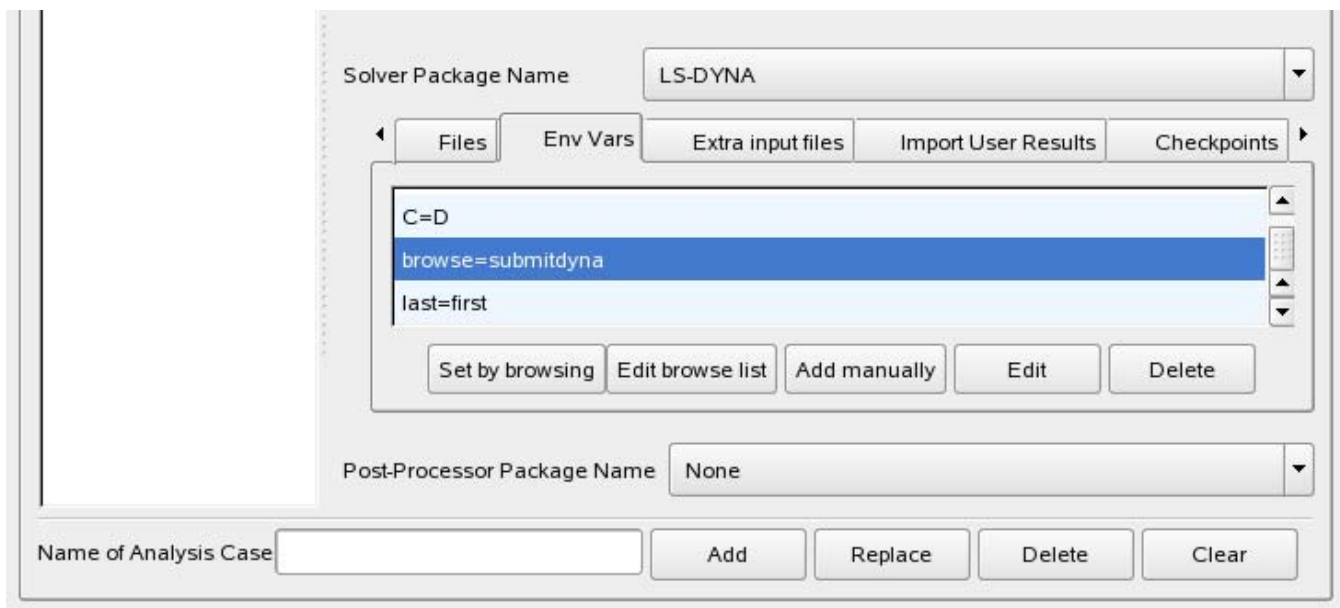 Solver Package Name LS-DYNA
Files Env Vars Extra input files Import User Results Checkpoints
C=D
browse=submitdyna
last=first
Set by browsing Edit browse list Add manually Edit Delete
Post-Processor Package Name None
Name of Analysis Case Add Replace Delete Clear